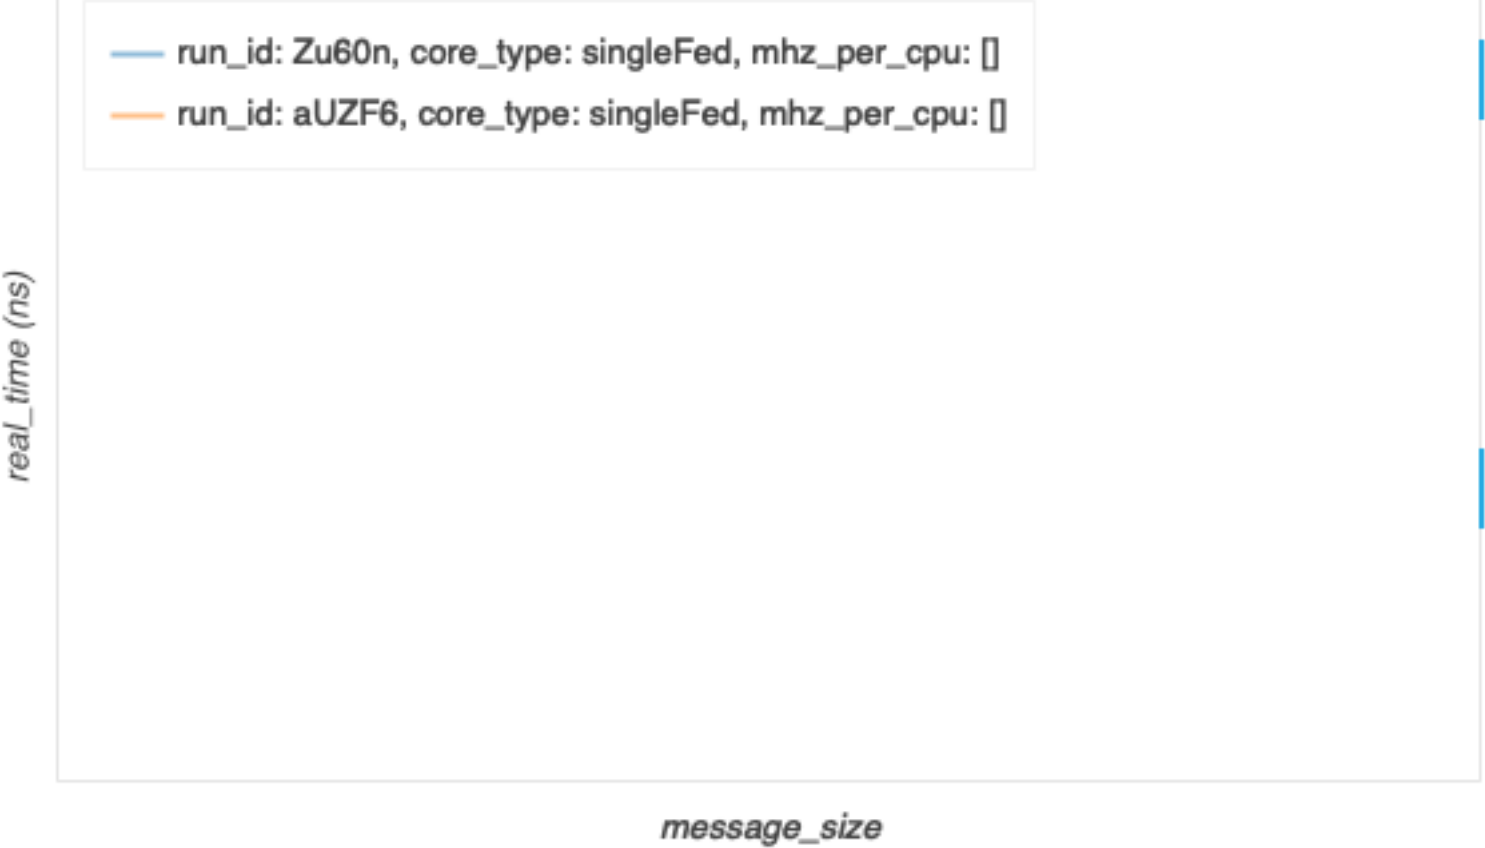 run_id: Zu60n, core_type: singleFed, mhz_per_cpu: []
run_id: aUZF6, core_type: singleFed, mhz_per_cpu: []
real_time (ns)
message_size